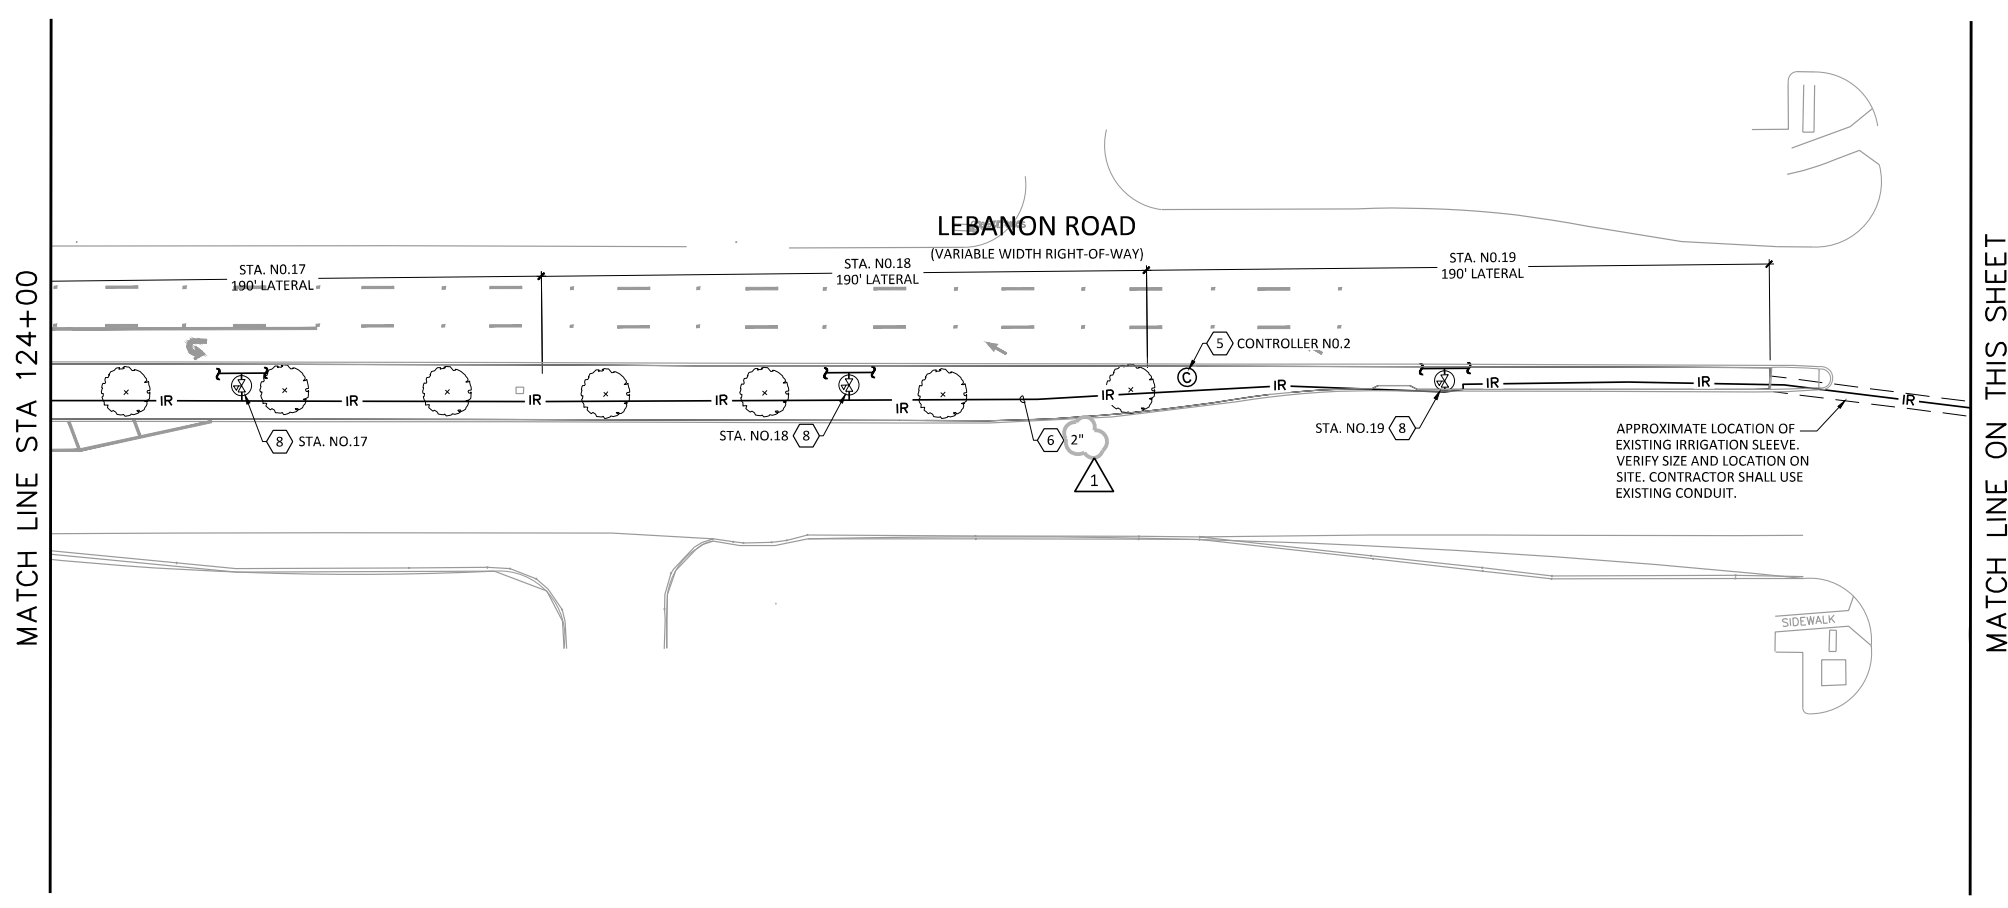 MATCH LINE STA 124+00
LEBANON ROAD
(VARIABLE WIDTH RIGHT-OF-WAY)
STA. N0.17
190' LATERAL
STA. N0.18
190' LATERAL
STA. N0.19
190' LATERAL
5 CONTROLLER N0.2
C
IR
IR
IR
IR
IR
IR
IR
IR
IR
IR
8 STA. NO.17
STA. NO.18 8
6 2"
1
STA. NO.19 8
APPROXIMATE LOCATION OF
EXISTING IRRIGATION SLEEVE.
VERIFY SIZE AND LOCATION ON
SITE. CONTRACTOR SHALL USE
EXISTING CONDUIT.
SIDEWALK
MATCH LINE ON THIS SHEET